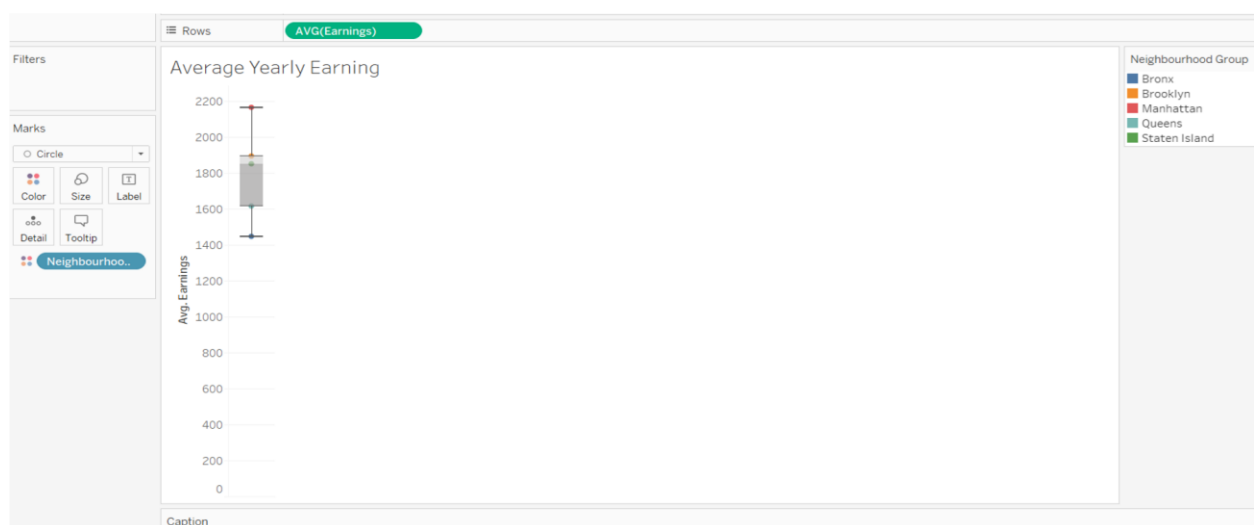 Rows
AVG(Earnings)
Filters
Marks
Circle
Color
Size
Label
Detail
Tooltip
Neighbourhoo..
Average Yearly Earning
2200
2000
1800
1600
1400
1200
1000
800
600
400
200
0
Avg. Earnings
Neighbourhood Group
Bronx
Brooklyn
Manhattan
Queens
Staten Island
Caption